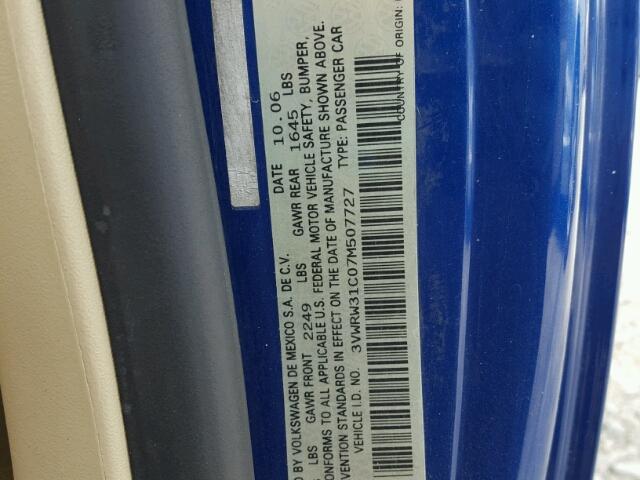 D BY VOLKSWAGEN DE MEXICO S.A. DE C.V. DATE 10.06
LBS GAWR FRONT 2249 LBS GAWR REAR 1645 LBS
ONFORMS TO ALL APPLICABLE U.S. FEDERAL MOTOR VEHICLE SAFETY, BUMPER,
VENTION STANDARDS IN EFFECT ON THE DATE OF MANUFACTURE SHOWN ABOVE.
VEHICLE I.D. NO. 3VWRW31C07M507727 TYPE: PASSENGER CAR
COUNTRY OF ORIGIN: